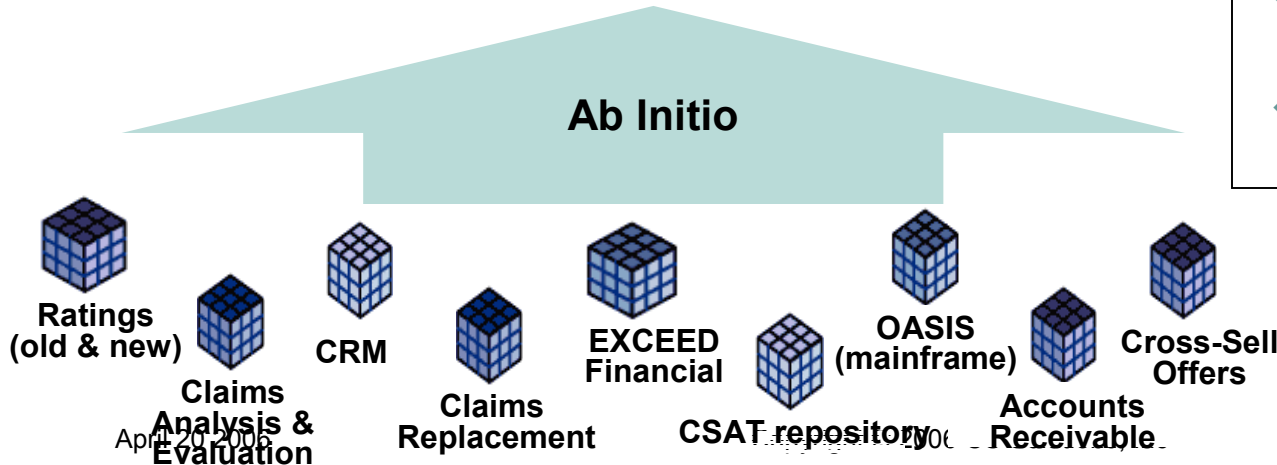 Ab Initio
Ratings
(old & new)
Claims
Analysis &
Evaluation
CRM
Claims
Replacement
EXCEED
Financial
CSAT repository
OASIS
(mainframe)
Accounts
Receivable
Cross-Sell
Offers
April 20 2006
2006